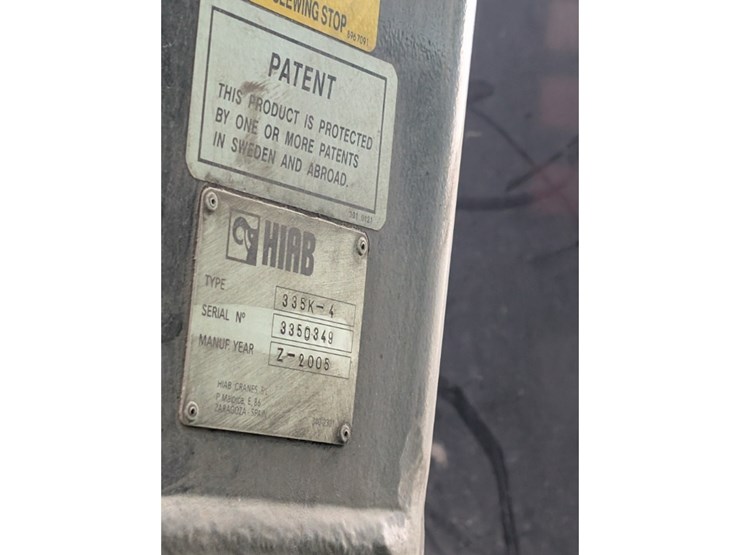 SLEWING STOP
PATENT
THIS PRODUCT IS PROTECTED
BY ONE OR MORE PATENTS
IN SWEDEN AND ABROAD.
HIAB
TYPE 335K-4
SERIAL Nº 3350349
MANUF. YEAR Z-2005
HIAB CRANES
ZARAGOZA SPAIN